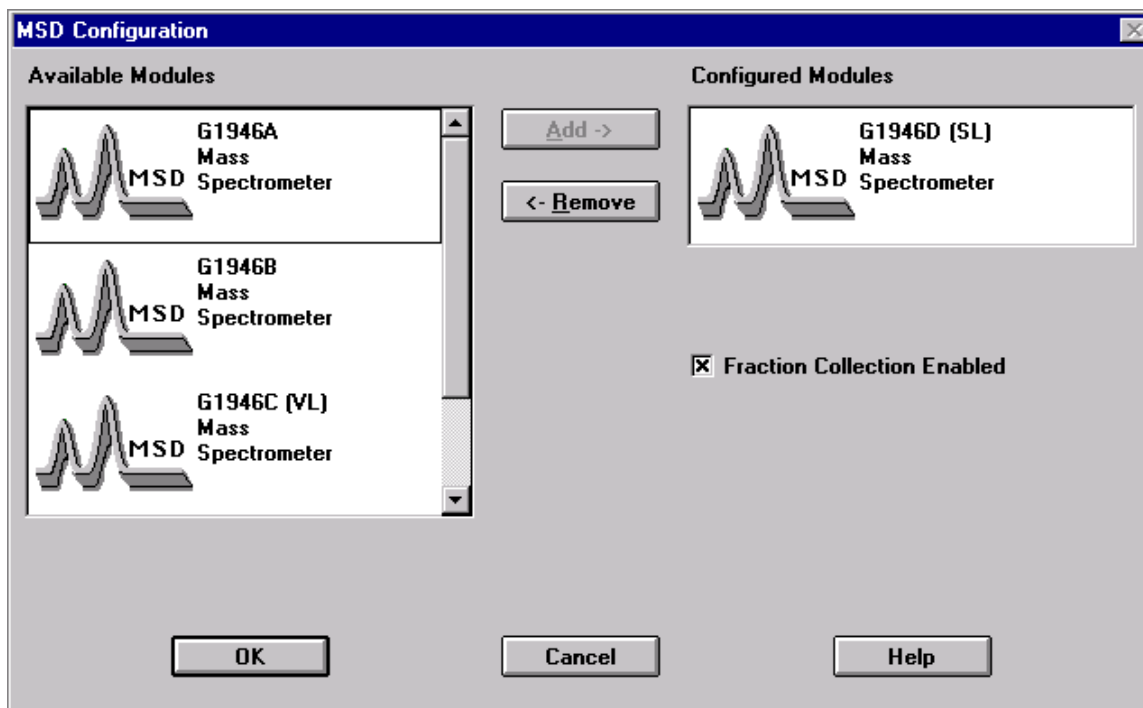 MSD Configuration
Available Modules
Configured Modules
MSD
G1946A
Mass
Spectrometer
MSD
G1946B
Mass
Spectrometer
MSD
G1946C (VL)
Mass
Spectrometer
Add ->
<- Remove
MSD
G1946D (SL)
Mass
Spectrometer
Fraction Collection Enabled
OK
Cancel
Help